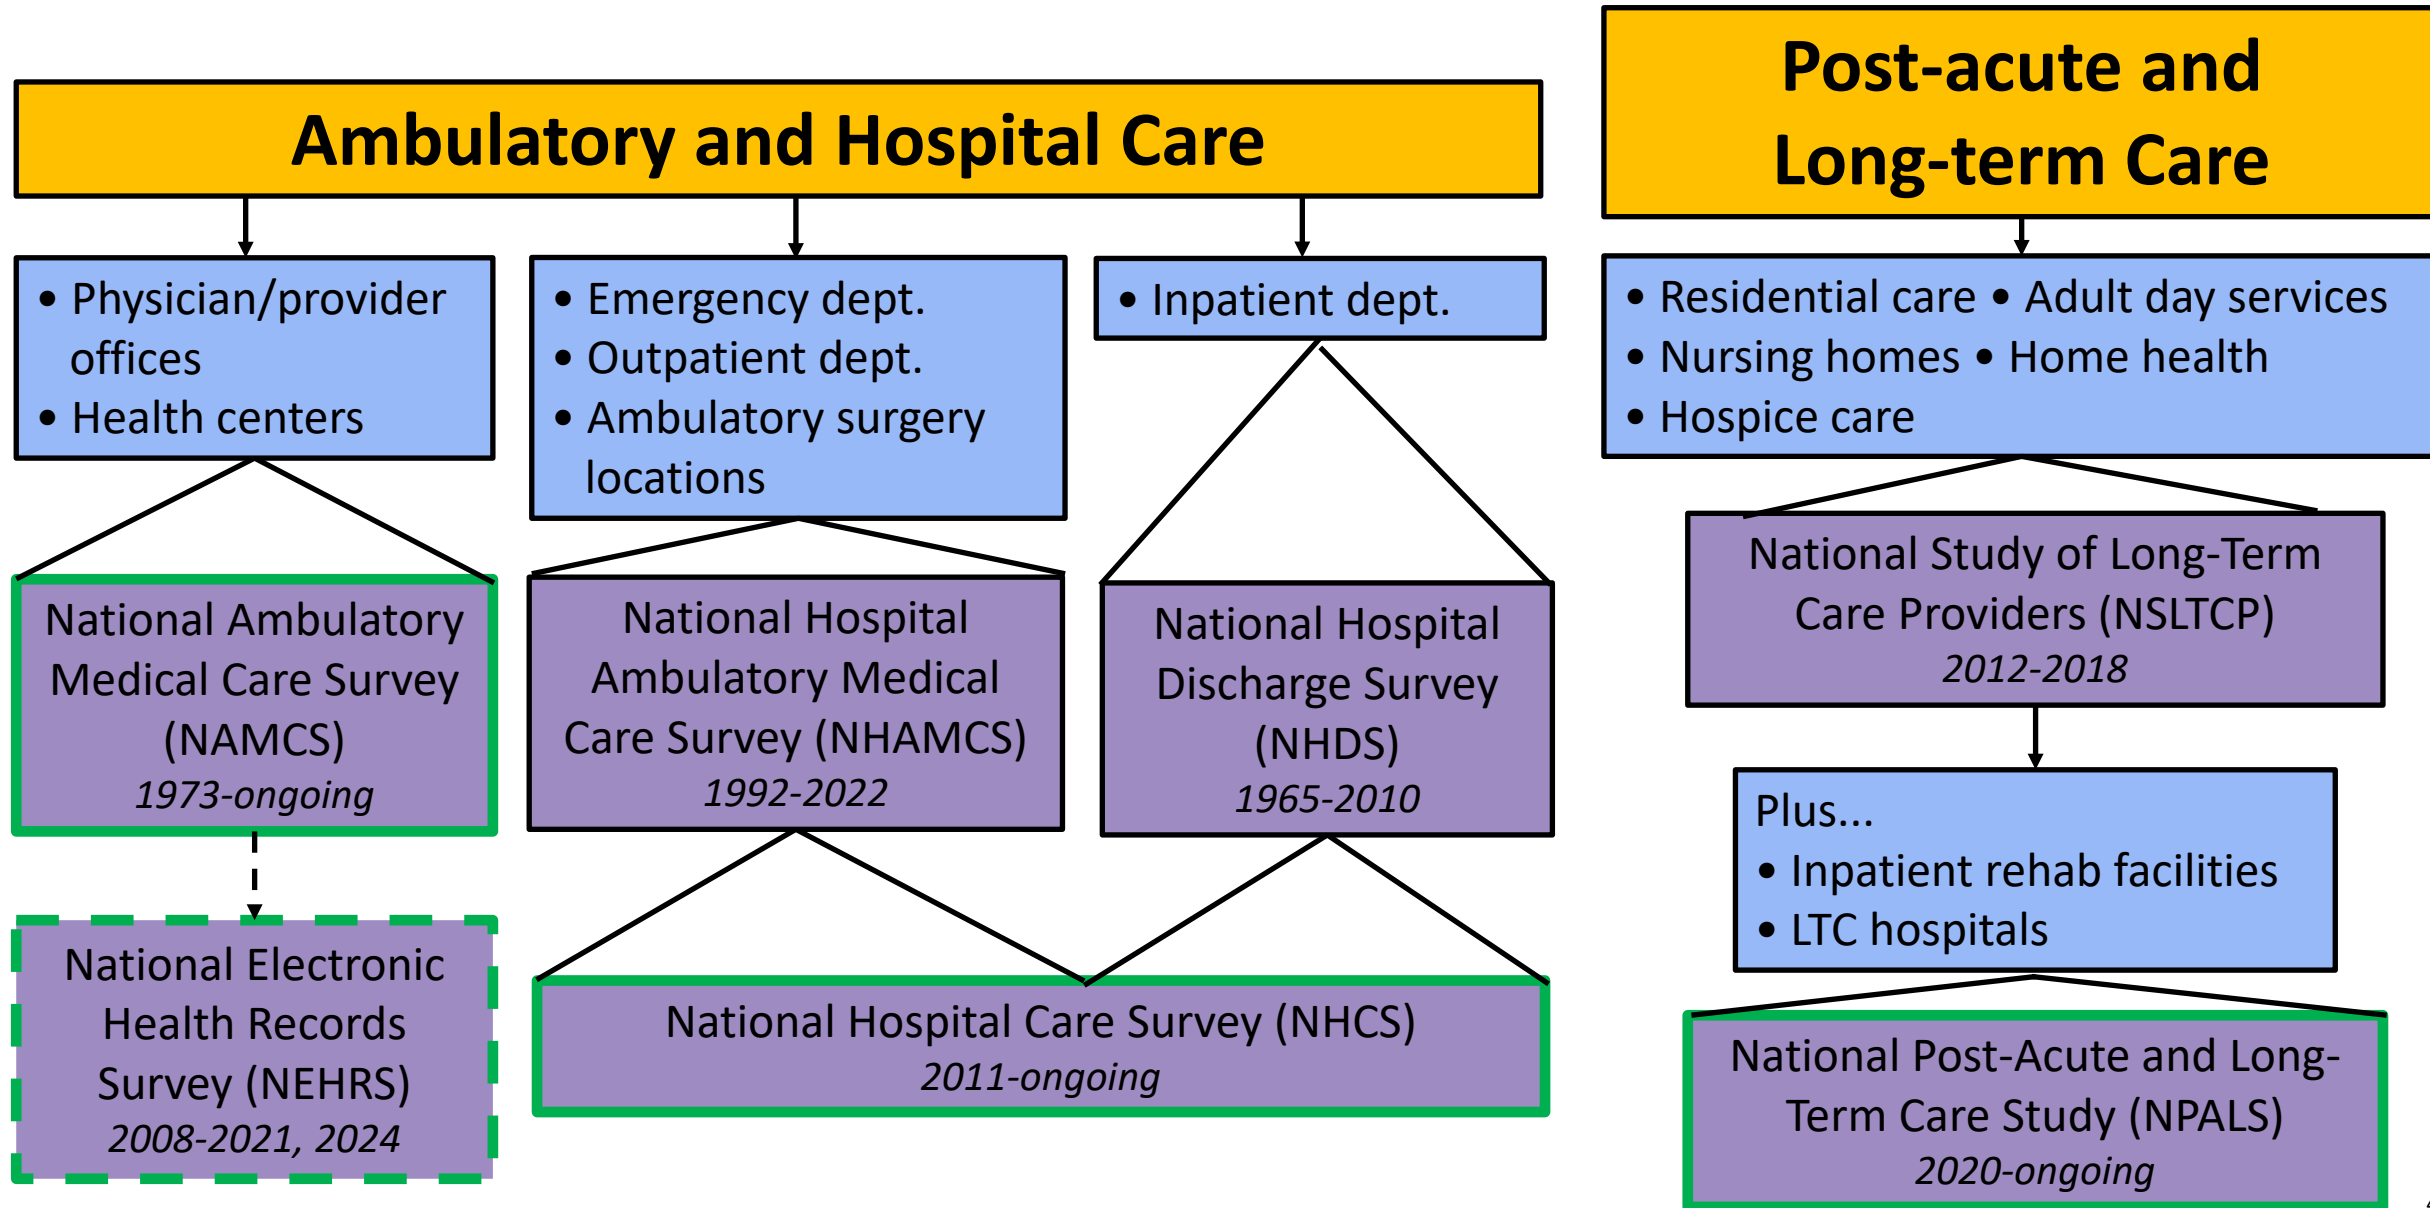 Ambulatory and Hospital Care
• Physician/provider
offices
• Health centers
• Emergency dept.
• Outpatient dept.
• Ambulatory surgery
locations
• Inpatient dept.
National Ambulatory
Medical Care Survey
(NAMCS)
1973-ongoing
National Hospital
Ambulatory Medical
Care Survey (NHAMCS)
1992-2022
National Hospital
Discharge Survey
(NHDS)
1965-2010
National Electronic
Health Records
Survey (NEHRS)
2008-2021, 2024
National Hospital Care Survey (NHCS)
2011-ongoing
Post-acute and
Long-term Care
• Residential care • Adult day services
• Nursing homes • Home health
• Hospice care
National Study of Long-Term
Care Providers (NSLTCP)
2012-2018
Plus...
• Inpatient rehab facilities
• LTC hospitals
National Post-Acute and Long-
Term Care Study (NPALS)
2020-ongoing